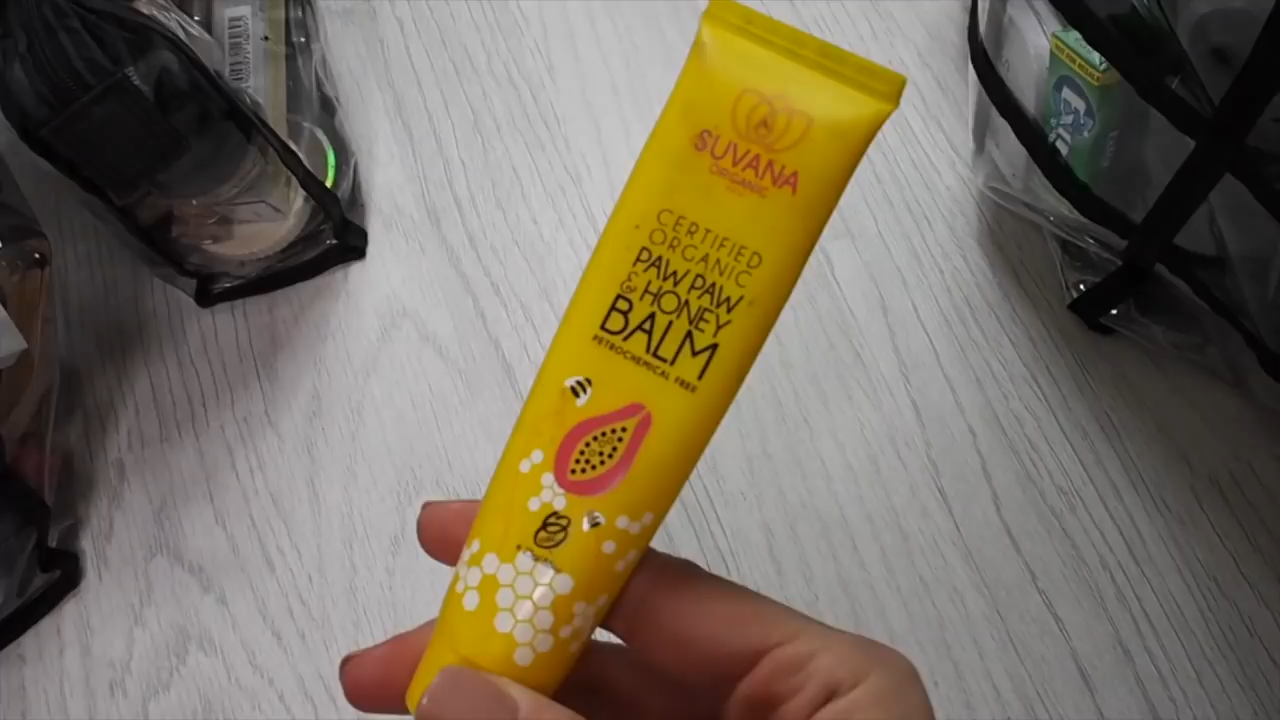 SUVANA
ORGANIC
CERTIFIED
ORGANIC
PAW PAW
& HONEY
BALM
PETROCHEMICAL FREE